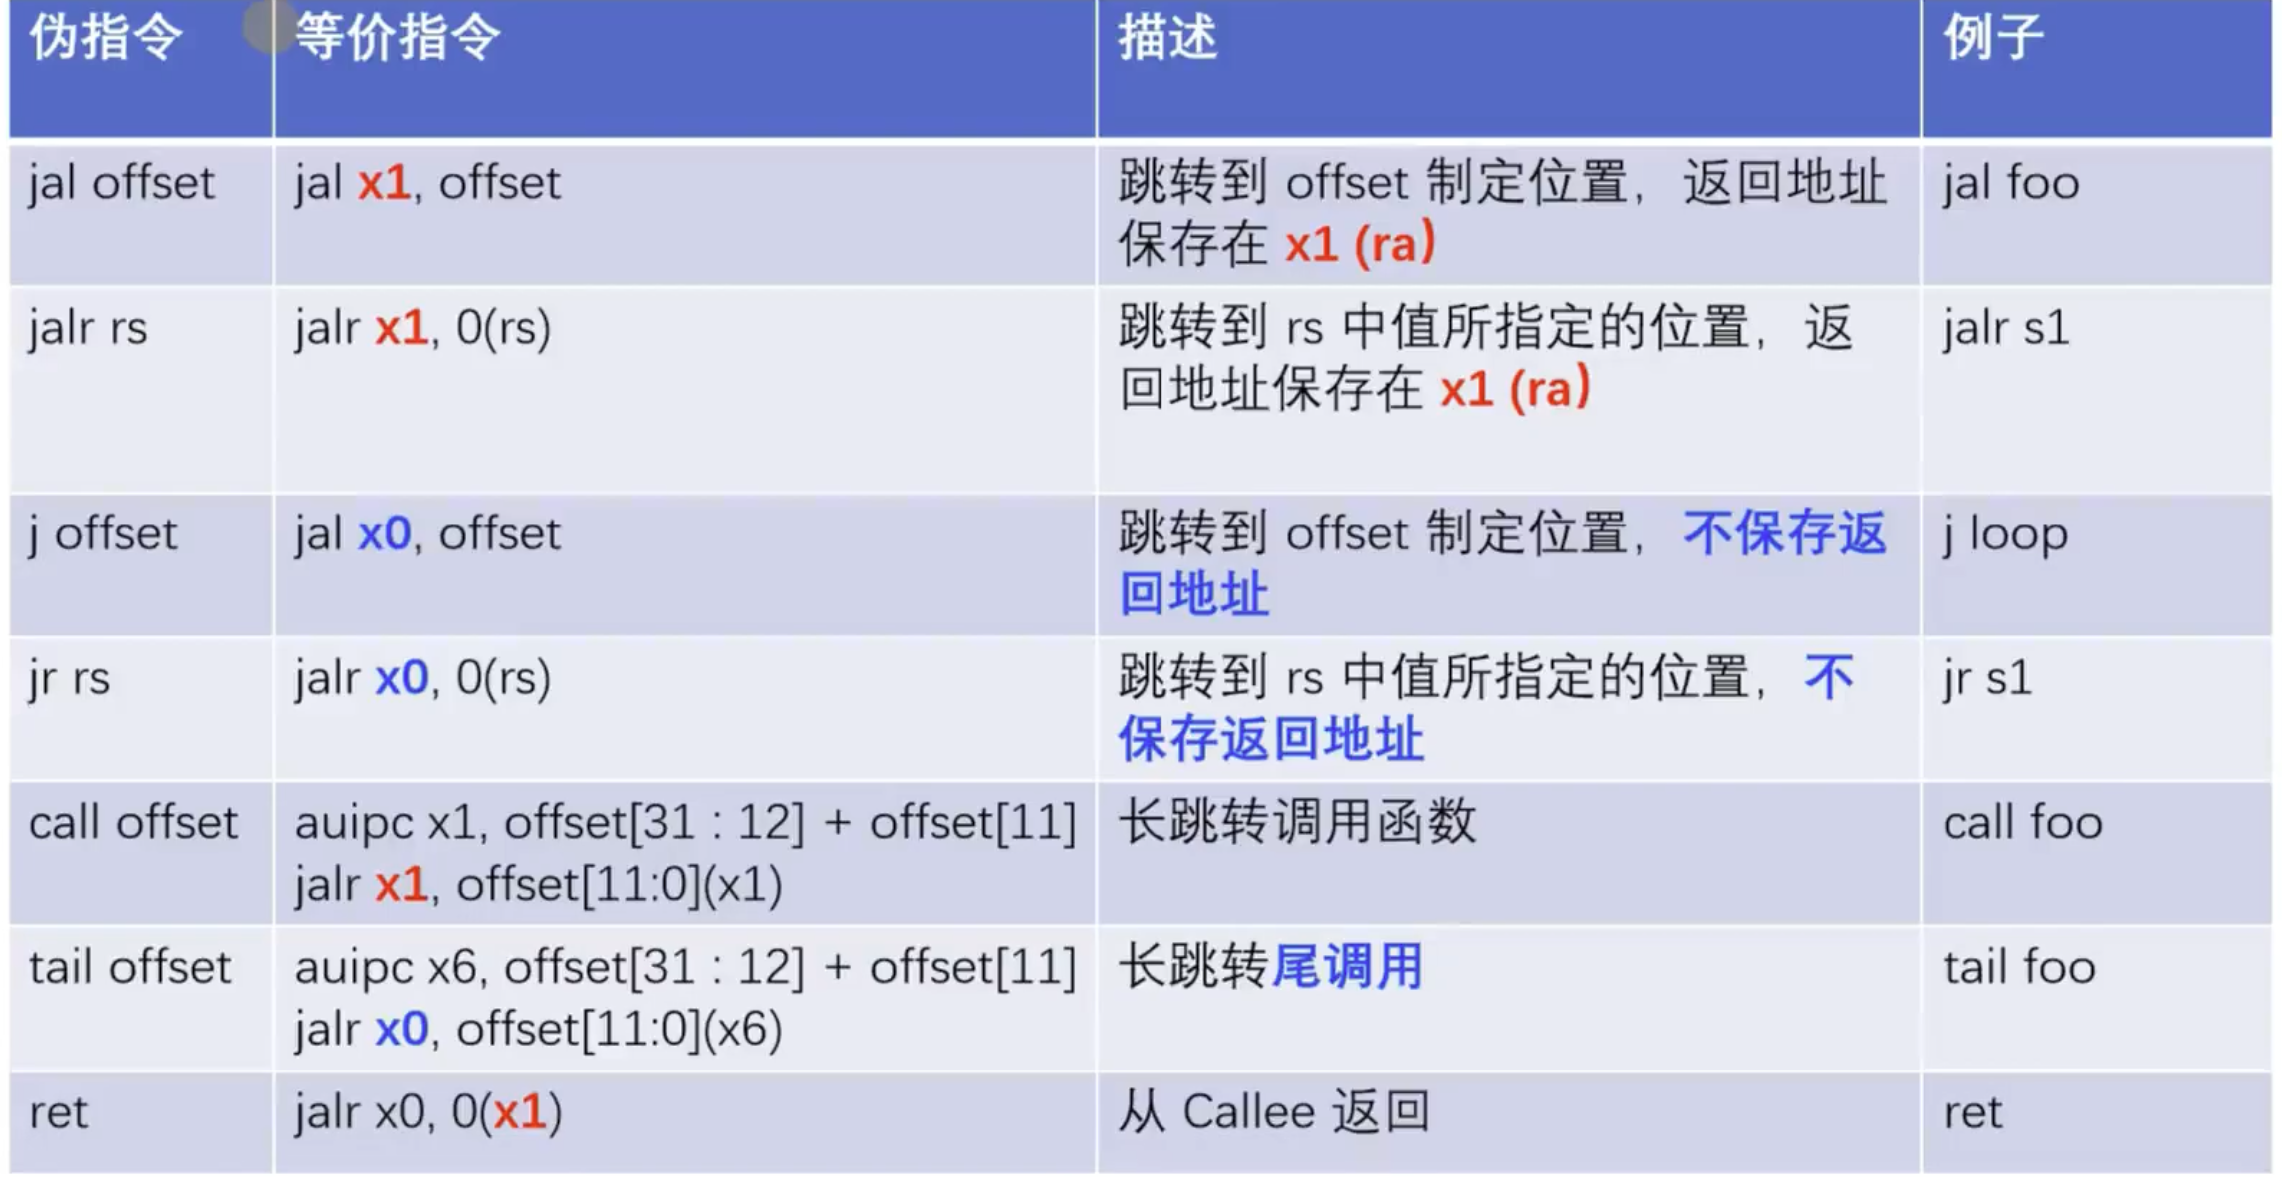 伪指令 等价指令 描述 例子
jal offset jal x1, offset 跳转到 offset 制定位置，返回地址 jal foo
保存在 x1 (ra)
jalr rs jalr x1, 0(rs) 跳转到 rs 中值所指定的位置，返 jalr s1
回地址保存在 x1 (ra)
j offset jal x0, offset 跳转到 offset 制定位置，不保存返 j loop
回地址
jr rs jalr x0, 0(rs) 跳转到 rs 中值所指定的位置，不 jr s1
保存返回地址
call offset auipc x1, offset[31 : 12] + offset[11] 长跳转调用函数 call foo
jalr x1, offset[11:0](x1)
tail offset auipc x6, offset[31 : 12] + offset[11] 长跳转尾调用 tail foo
jalr x0, offset[11:0](x6)
ret jalr x0, 0(x1) 从 Callee 返回 ret